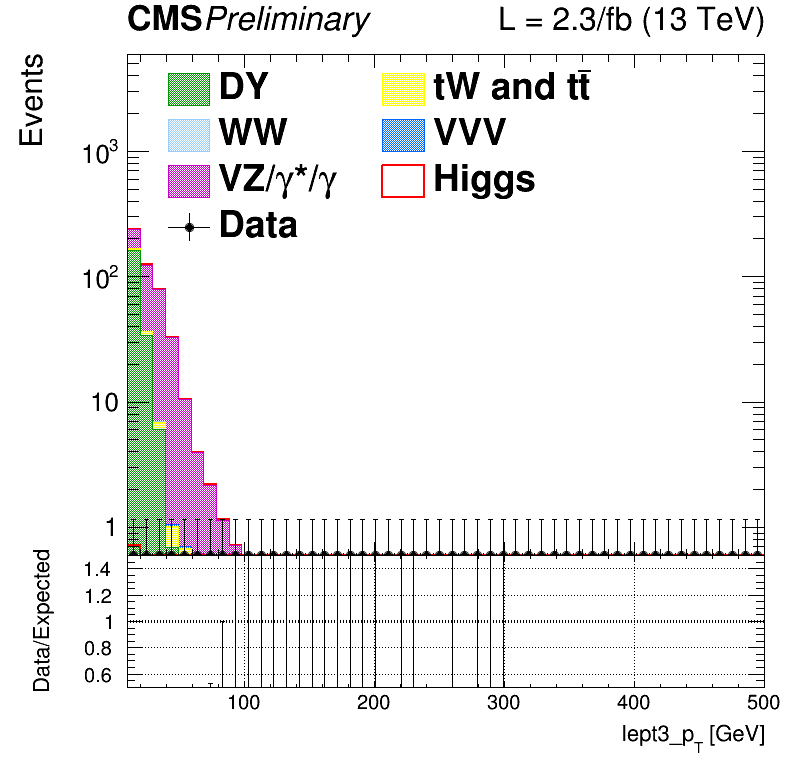 CMS Preliminary L = 2.3/fb (13 TeV)
Events
DY tW and tt̄
WW VVV
VZ/γ*/γ Higgs
Data
10³
10²
10
1
Data/Expected
1.4
1.2
1
0.8
0.6
100 200 300 400 500
lept3_p_T [GeV]